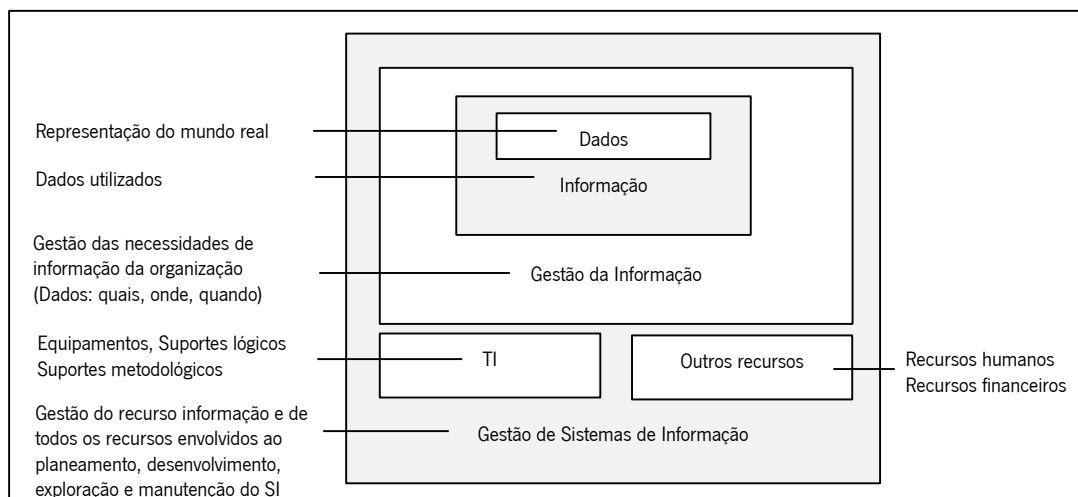 Representação do mundo real
Dados
Dados utilizados
Informação
Gestão das necessidades de
informação da organização
(Dados: quais, onde, quando)
Gestão da Informação
Equipamentos, Suportes lógicos
Suportes metodológicos
TI
Outros recursos
Recursos humanos
Recursos financeiros
Gestão do recurso informação e de
todos os recursos envolvidos ao
planeamento, desenvolvimento,
exploração e manutenção do SI
Gestão de Sistemas de Informação